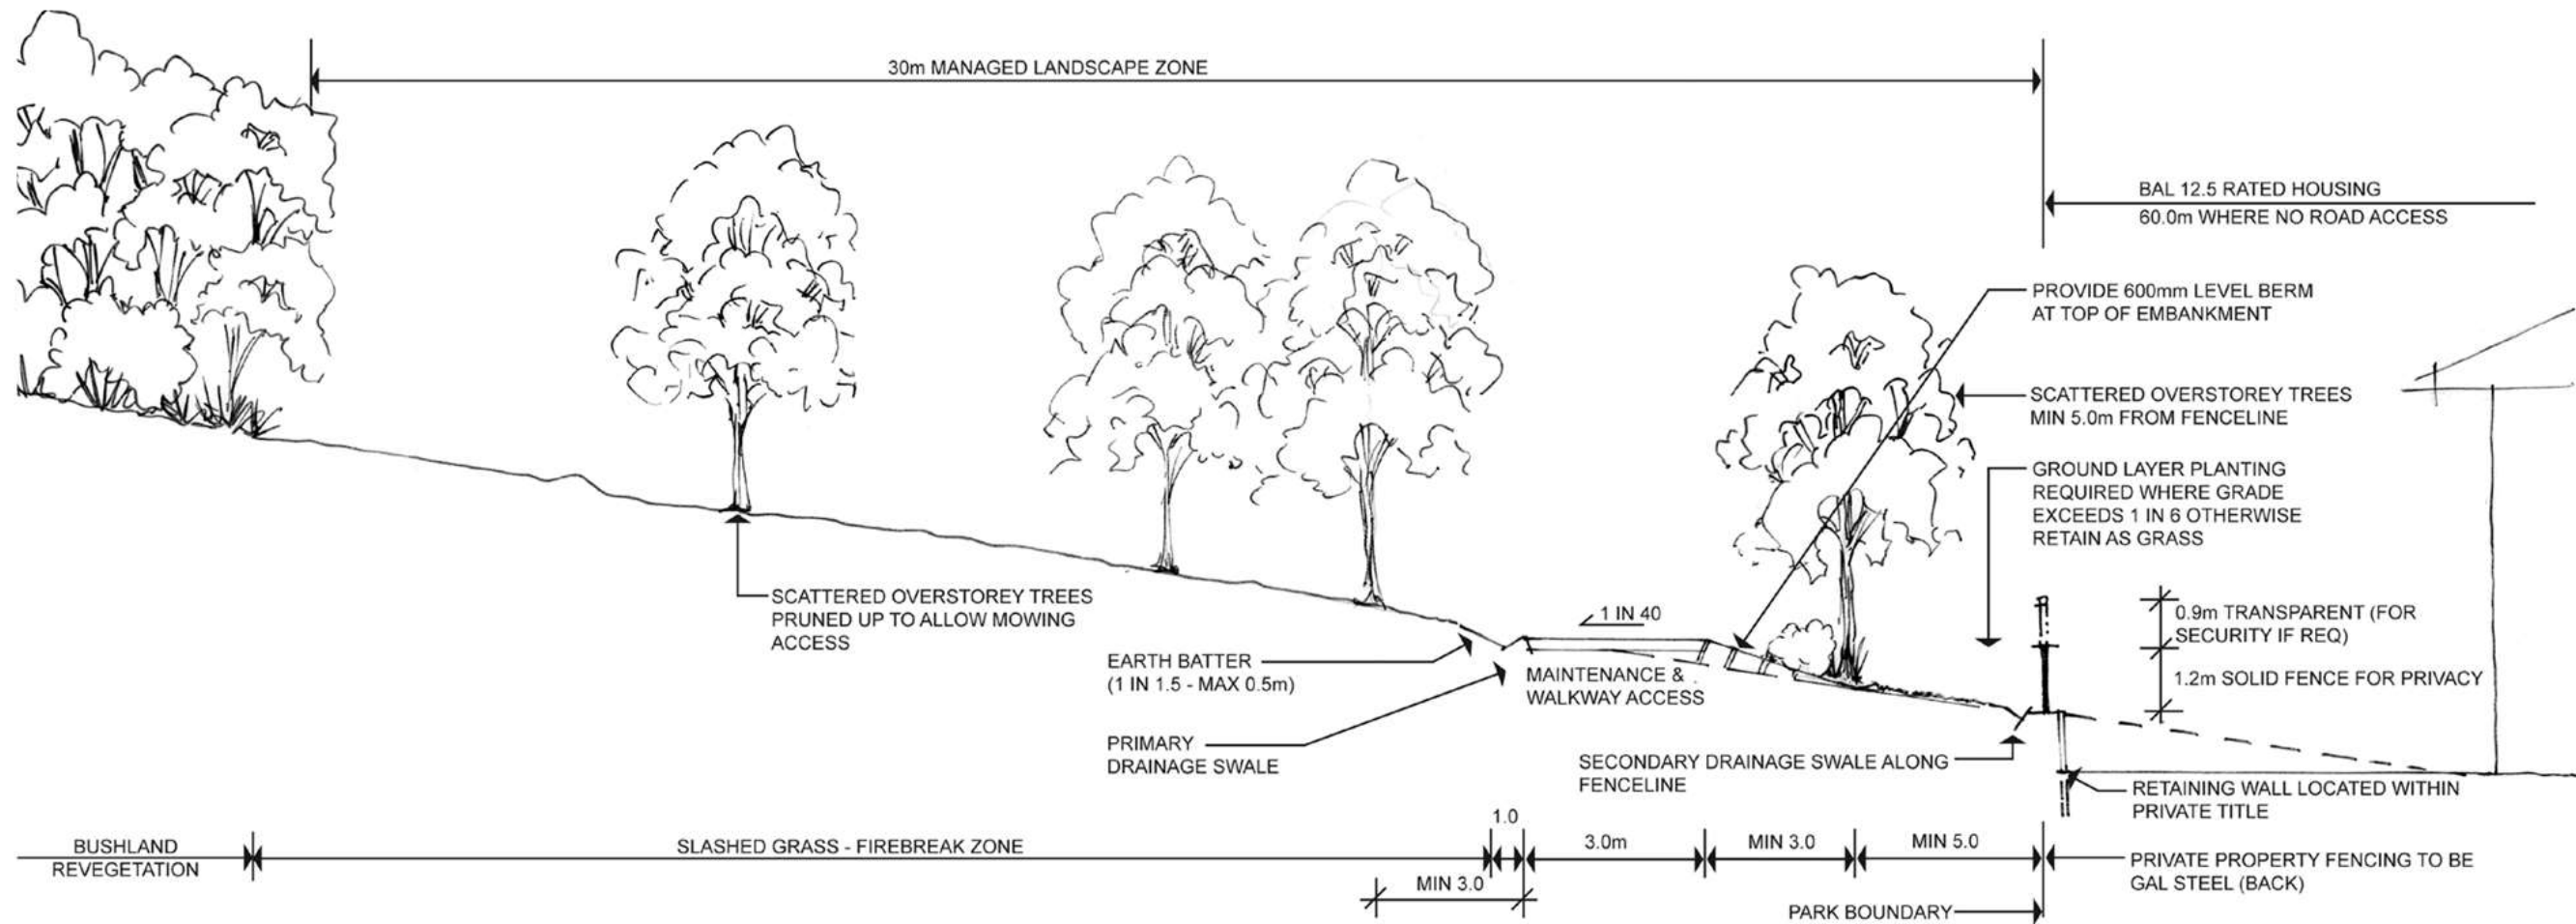 30m MANAGED LANDSCAPE ZONE
BAL 12.5 RATED HOUSING
60.0m WHERE NO ROAD ACCESS
PROVIDE 600mm LEVEL BERM
AT TOP OF EMBANKMENT
SCATTERED OVERSTOREY TREES
MIN 5.0m FROM FENCELINE
GROUND LAYER PLANTING
REQUIRED WHERE GRADE
EXCEEDS 1 IN 6 OTHERWISE
RETAIN AS GRASS
SCATTERED OVERSTOREY TREES
PRUNED UP TO ALLOW MOWING
ACCESS
1 IN 40
0.9m TRANSPARENT (FOR
SECURITY IF REQ)
EARTH BATTER
(1 IN 1.5 - MAX 0.5m)
MAINTENANCE &
WALKWAY ACCESS
1.2m SOLID FENCE FOR PRIVACY
PRIMARY
DRAINAGE SWALE
SECONDARY DRAINAGE SWALE ALONG
FENCELINE
RETAINING WALL LOCATED WITHIN
PRIVATE TITLE
BUSHLAND
REVEGETATION
SLASHED GRASS - FIREBREAK ZONE
1.0
3.0m
MIN 3.0
MIN 5.0
PRIVATE PROPERTY FENCING TO BE
GAL STEEL (BACK)
MIN 3.0
PARK BOUNDARY